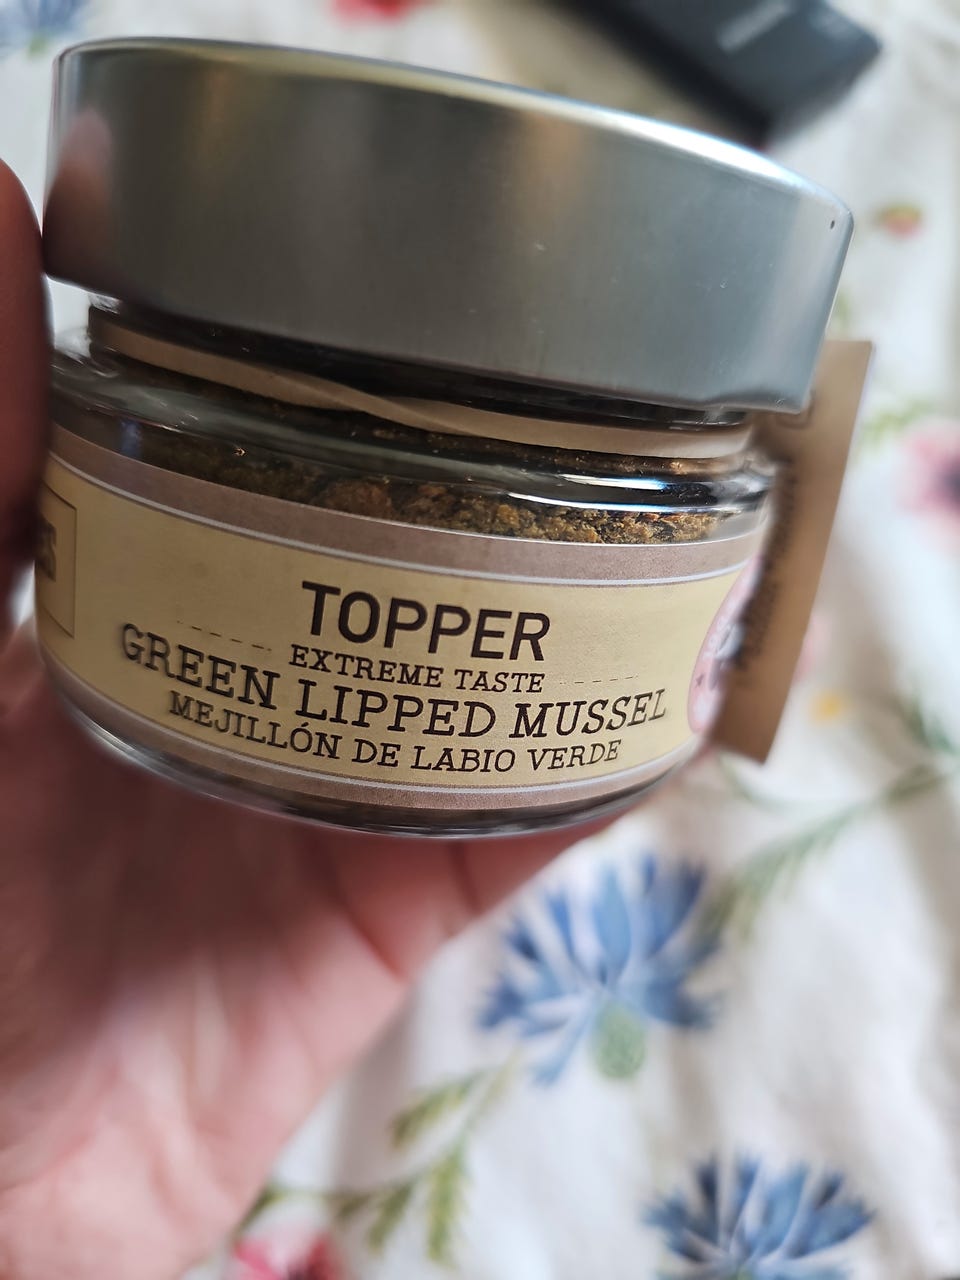 TOPPER
EXTREME TASTE
GREEN LIPPED MUSSEL
MEJILLÓN DE LABIO VERDE